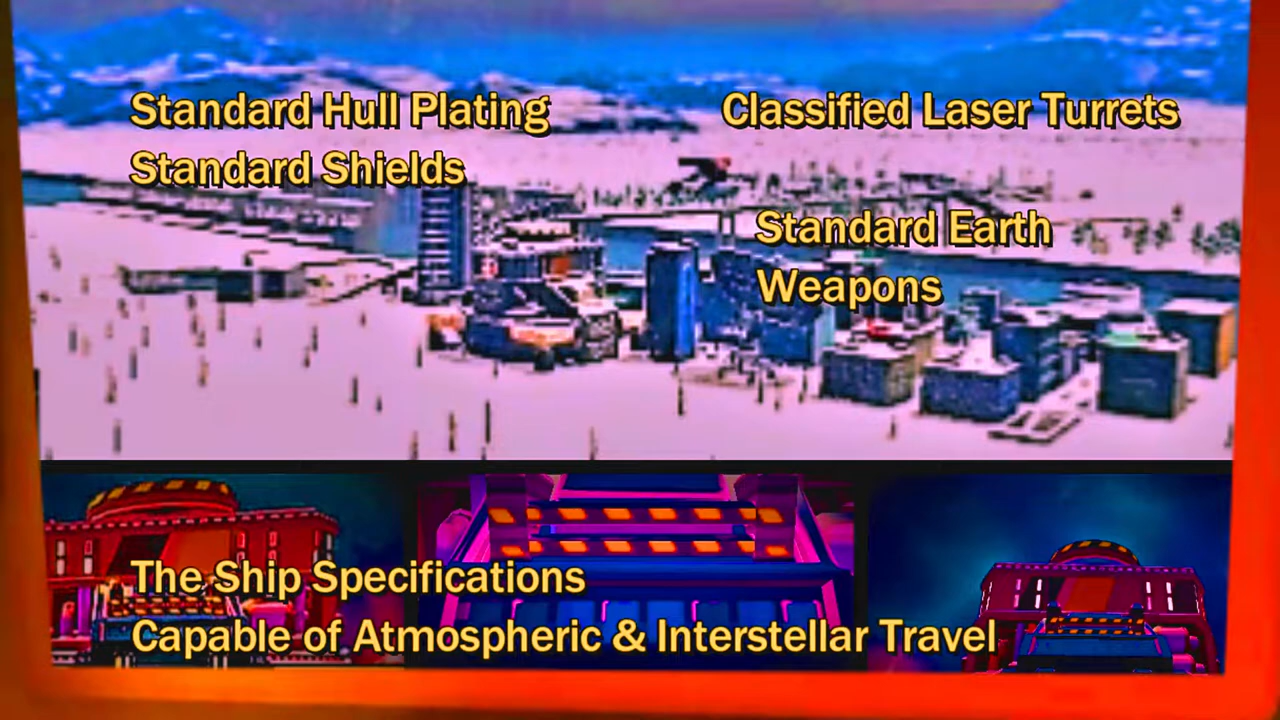 Standard Hull Plating
Standard Shields
Classified Laser Turrets
Standard Earth
Weapons
The Ship Specifications
Capable of Atmospheric & Interstellar Travel